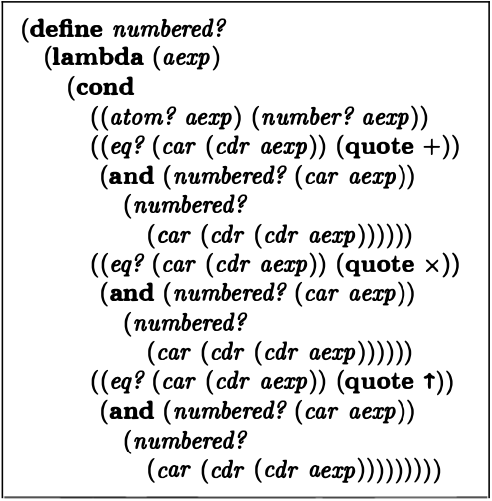 (define numbered?
(lambda (aexp)
(cond
((atom? aexp) (number? aexp))
((eq? (car (cdr aexp)) (quote +))
(and (numbered? (car aexp))
(numbered?
(car (cdr (cdr aexp))))))
((eq? (car (cdr aexp)) (quote ×))
(and (numbered? (car aexp))
(numbered?
(car (cdr (cdr aexp))))))
((eq? (car (cdr aexp)) (quote ↑))
(and (numbered? (car aexp))
(numbered?
(car (cdr (cdr aexp)))))))))